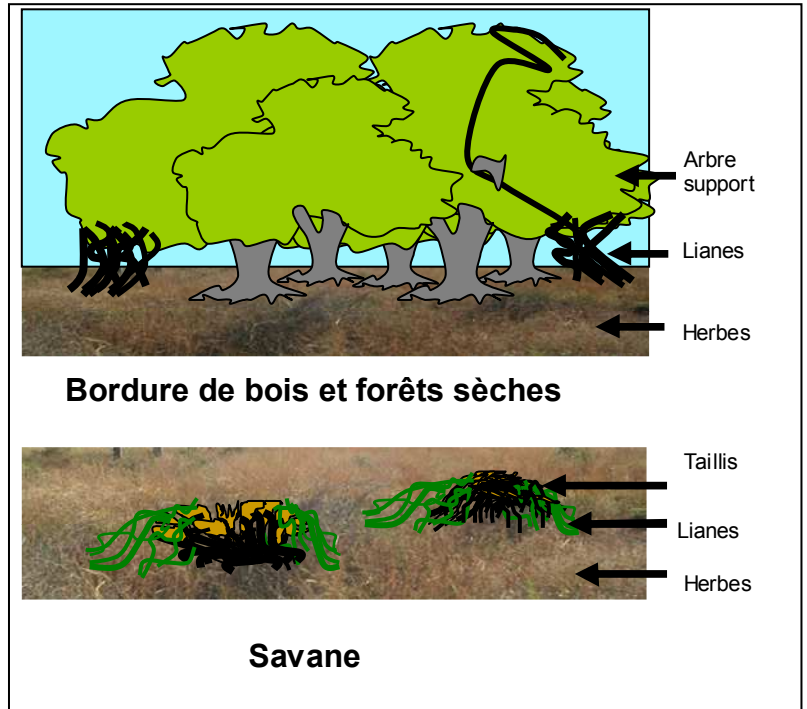 Arbre
support
Lianes
Herbes
Bordure de bois et forêts sèches
Taillis
Lianes
Herbes
Savane